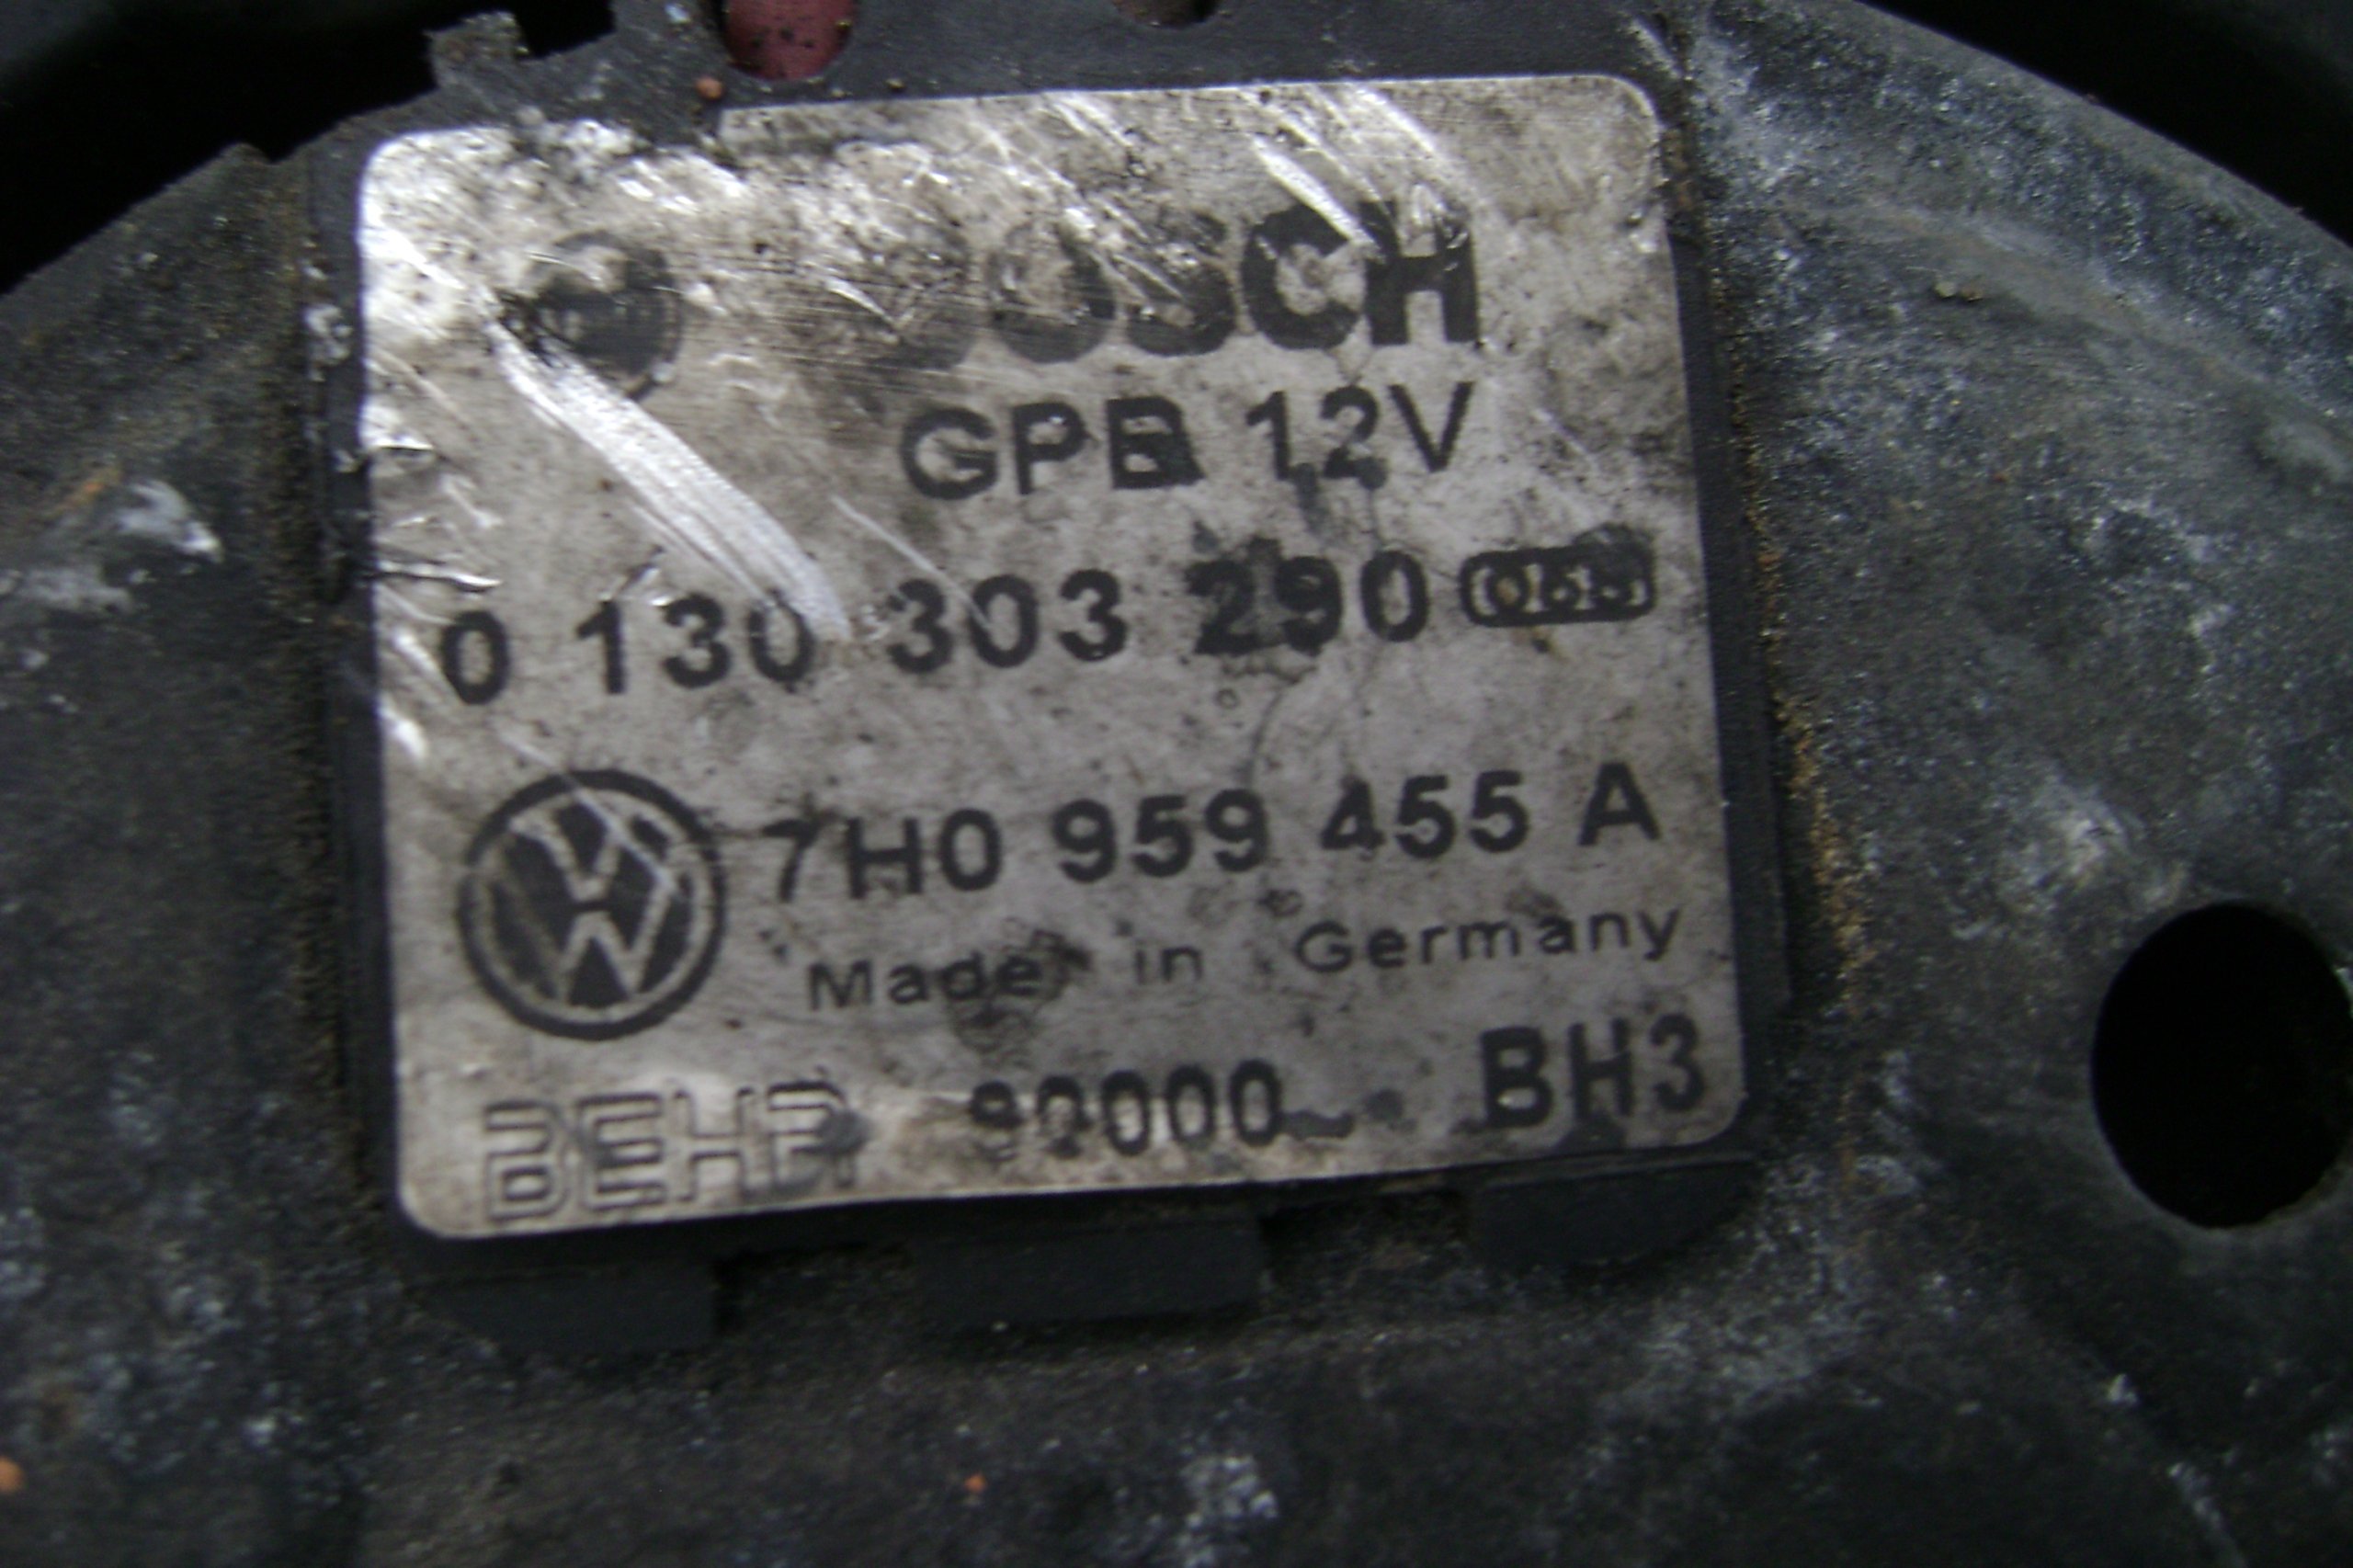 BOSCH
GPB 12V
0 130 303 290
7H0 959 455 A
Made in Germany
BEHR 90000 BH3